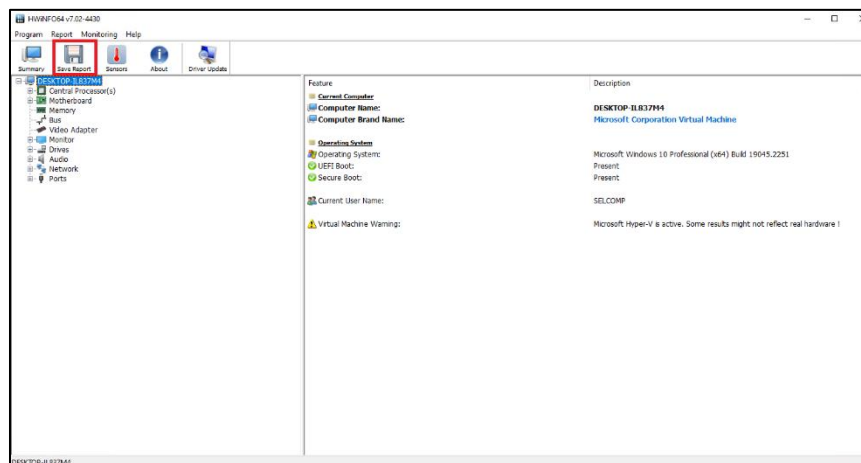 HWiNFO64 v7.02-4430
Program Report Monitoring Help
Summary Save Report Sensors About Driver Update
DESKTOP-ILB37M4
Central Processor(s)
Motherboard
Memory
Bus
Video Adapter
Monitor
Drives
Audio
Network
Ports
Feature Description
Current Computer
Computer Name: DESKTOP-ILB37M4
Computer Brand Name: Microsoft Corporation Virtual Machine
Operating System
Operating System: Microsoft Windows 10 Professional (x64) Build 19045.2251
UEFI Boot: Present
Secure Boot: Present
Current User Name: SELCOMP
Virtual Machine Warning: Microsoft Hyper-V is active. Some results might not reflect real hardware !
DESKTOP-ILB37M4